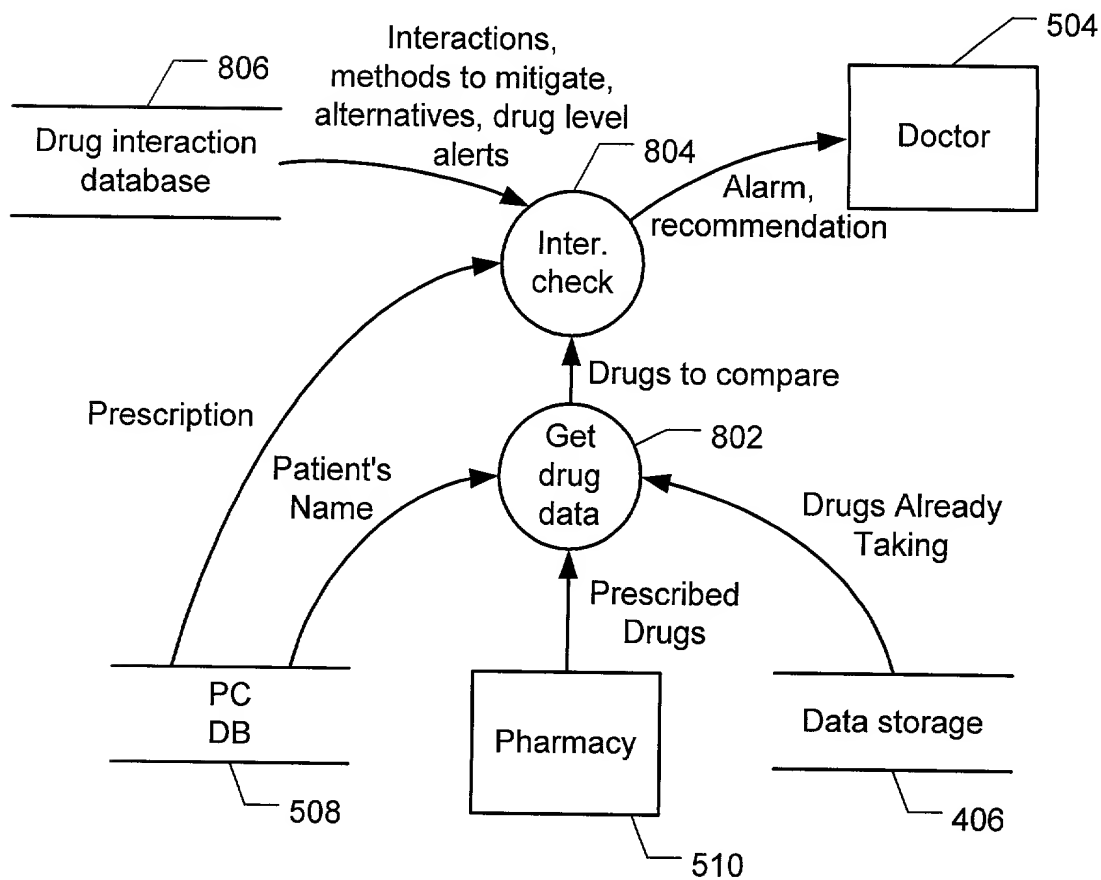 504
Interactions,
methods to mitigate,
alternatives, drug level
alerts
806
Drug interaction
database
804
Doctor
Alarm,
recommendation
Inter.
check
Drugs to compare
Prescription
802
Get
drug
data
Patient's
Name
Drugs Already
Taking
Prescribed
Drugs
PC
DB
Pharmacy
Data storage
508
406
510